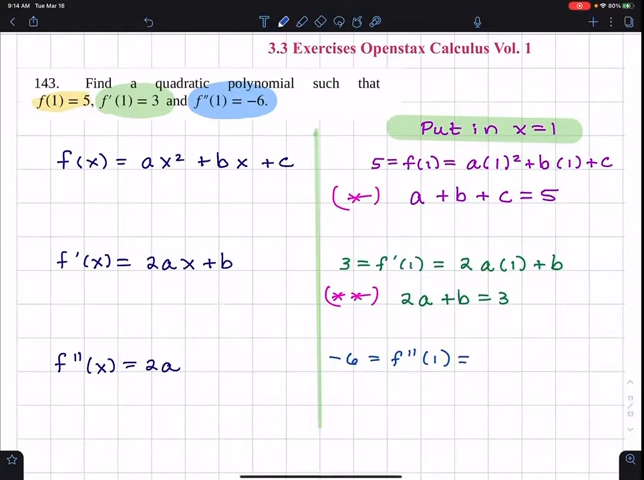 9:14 AM Tue Mar 16
80%
3.3 Exercises Openstax Calculus Vol. 1
143. Find a quadratic polynomial such that
f(1) = 5, f′(1) = 3 and f″(1) = −6.
Put in x=1
f(x) = ax² + bx + c
5 = f(1) = a(1)² + b(1) + c
(*) a + b + c = 5
f'(x) = 2ax + b
3 = f'(1) = 2a(1) + b
(**) 2a + b = 3
f"(x) = 2a
-6 = f"(1) =
11
13